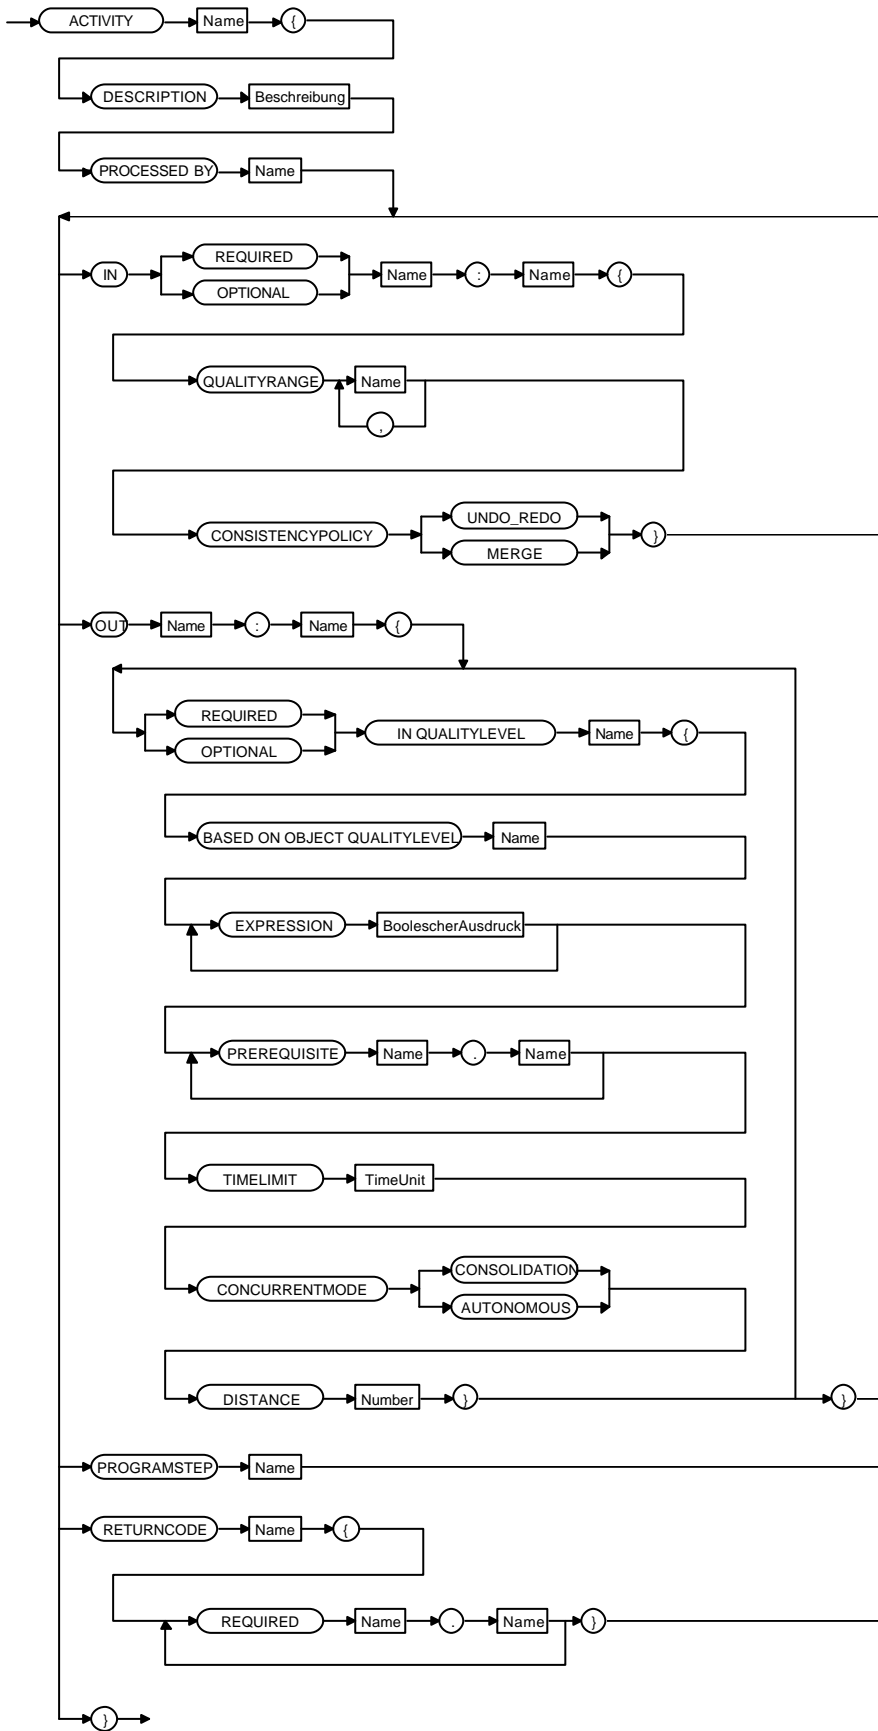 ACTIVITY Name {
DESCRIPTION Beschreibung
PROCESSED BY Name
REQUIRED
IN Name : Name {
OPTIONAL
QUALITYRANGE Name
,
UNDO_REDO
CONSISTENCYPOLICY }
MERGE
OUT Name : Name {
REQUIRED
IN QUALITYLEVEL Name {
OPTIONAL
BASED ON OBJECT QUALITYLEVEL Name
EXPRESSION BoolescherAusdruck
PREREQUISITE Name . Name
TIMELIMIT TimeUnit
CONSOLIDATION
CONCURRENTMODE
AUTONOMOUS
DISTANCE Number } }
PROGRAMSTEP Name
RETURNCODE Name {
REQUIRED Name . Name }
}